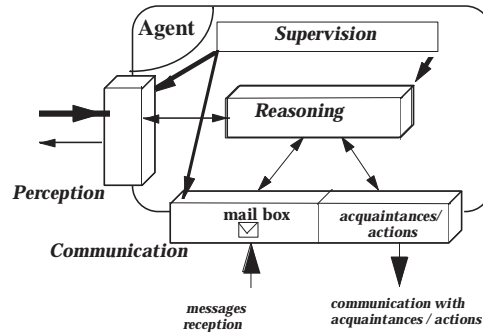 Agent
Supervision
Reasoning
Perception
mail box
acquaintances/
actions
Communication
messages
reception
communication with
acquaintances / actions